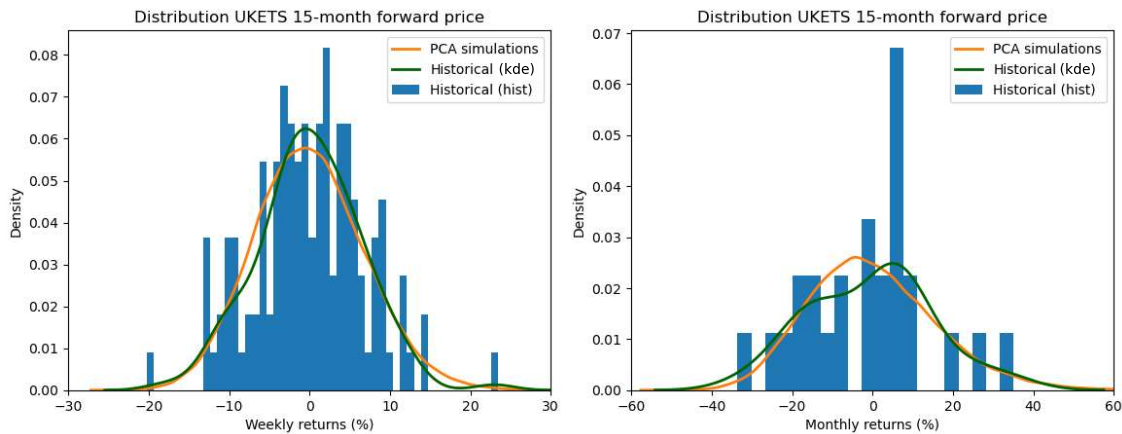 Distribution UKETS 15-month forward price
PCA simulations
Historical (kde)
Historical (hist)
Density
0.08
0.07
0.06
0.05
0.04
0.03
0.02
0.01
0.00
-30
-20
-10
0
10
20
30
Weekly returns (%)
Distribution UKETS 15-month forward price
PCA simulations
Historical (kde)
Historical (hist)
Density
0.07
0.06
0.05
0.04
0.03
0.02
0.01
0.00
-60
-40
-20
0
20
40
60
Monthly returns (%)